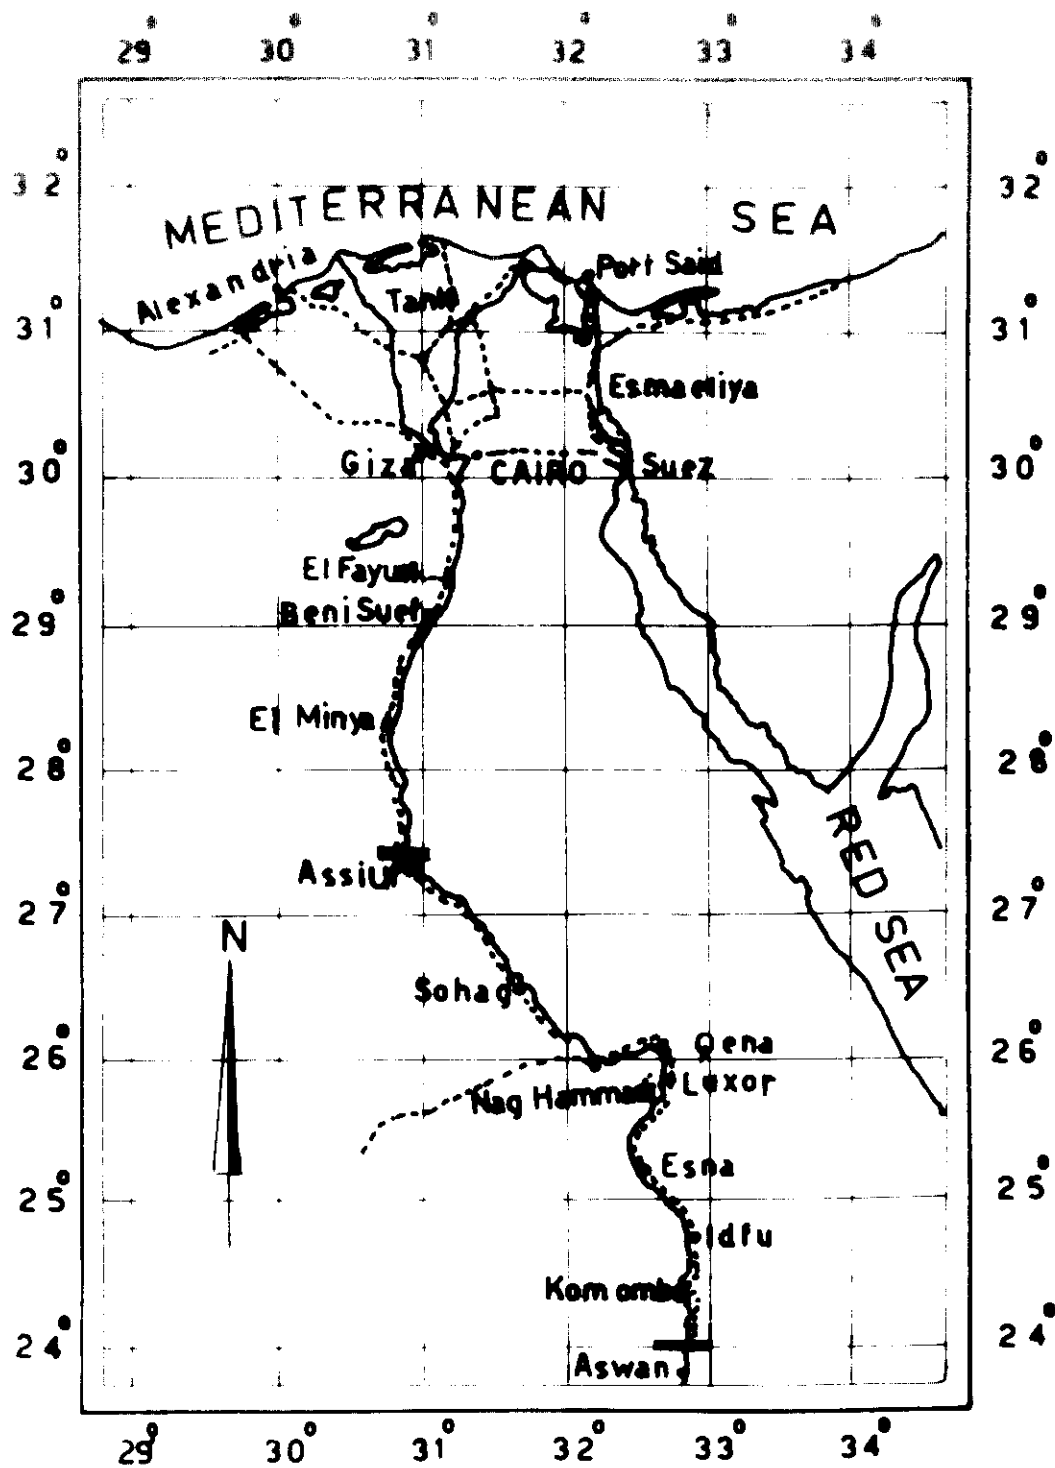 29° 30° 31° 32° 33° 34°
32° 32°
MEDITERRANEAN SEA
Alexandria
Port Said
Tanta
31° 31°
Esmaeliya
Giza CAIRO Suez
30° 30°
El Fayum
Beni Suef
29° 29°
El Minya
28° 28°
RED SEA
Assiut
27° 27°
N
Sohag
26° Qena 26°
Luxor
Nag Hammadi
Esna
25° 25°
Idfu
Kom ombo
24° 24°
Aswan
29° 30° 31° 32° 33° 34°